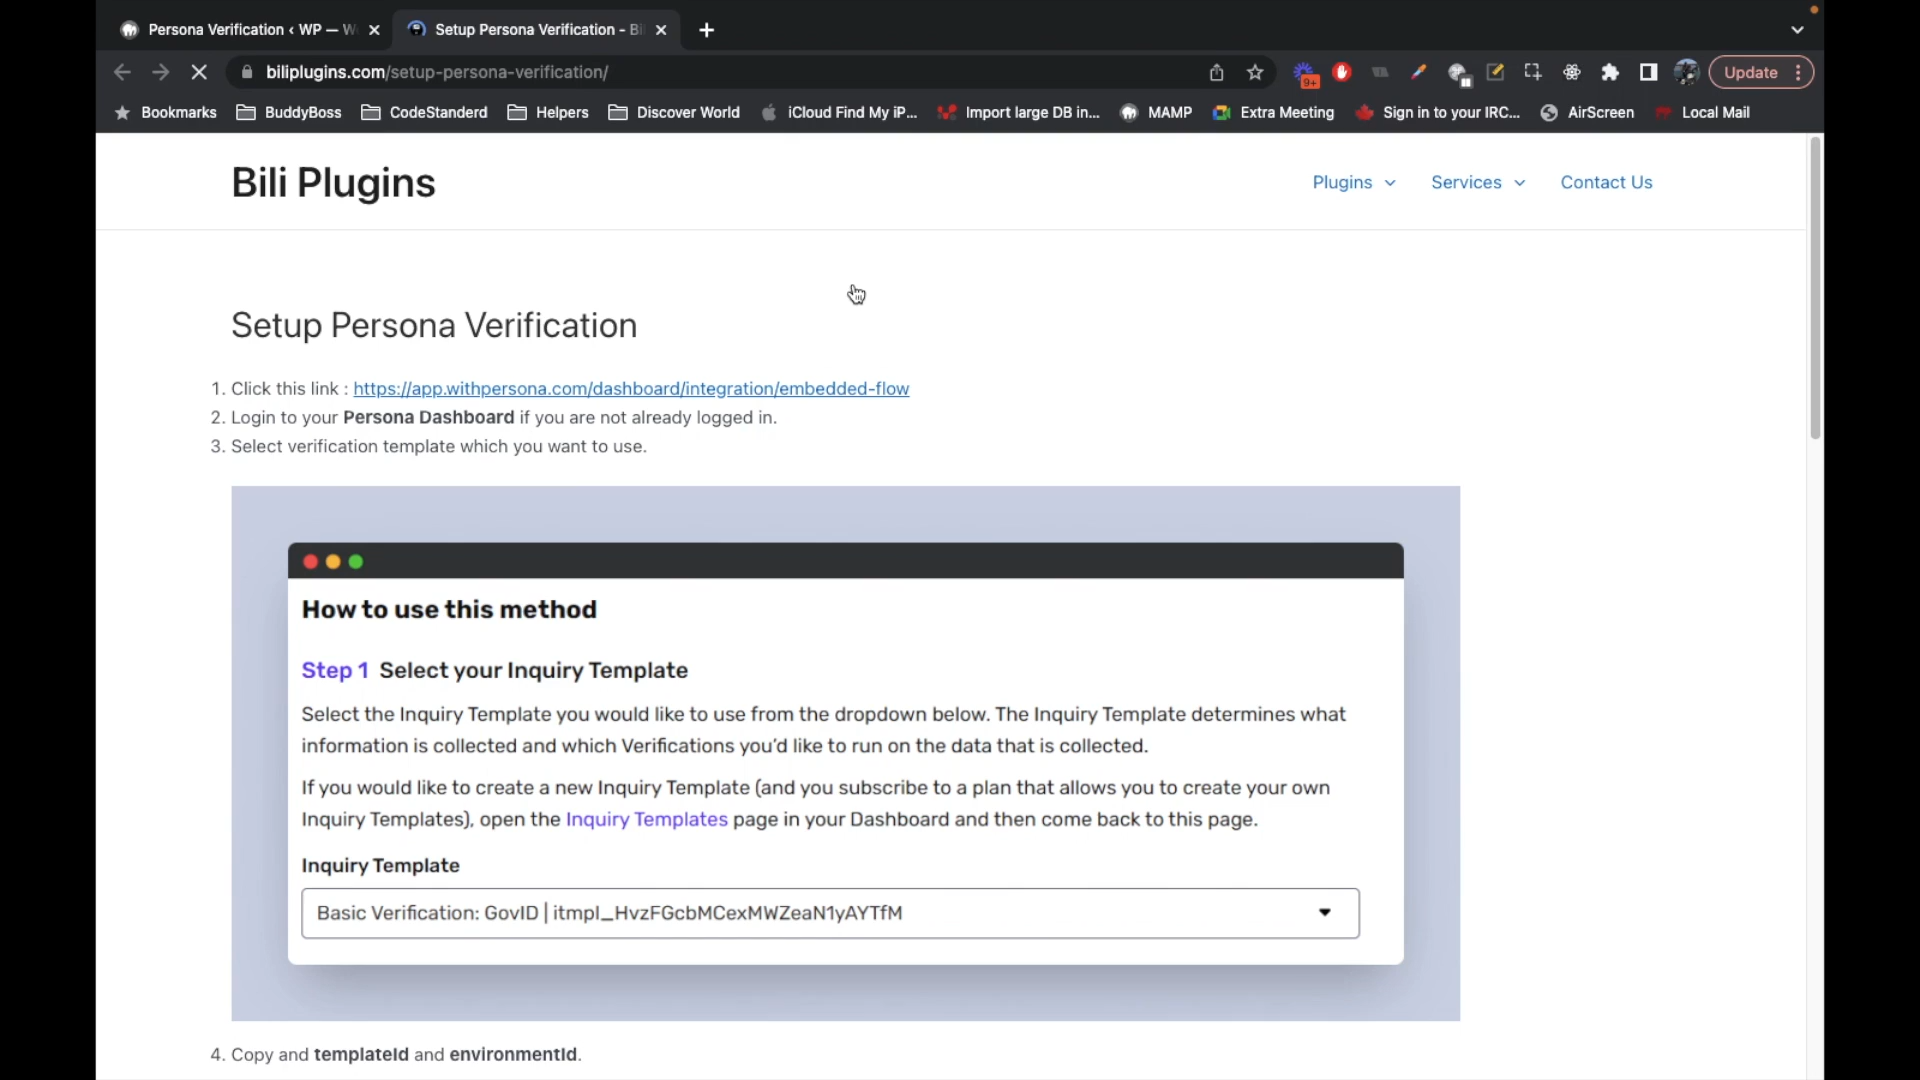 Persona Verification ‹ WP — W
Setup Persona Verification - Bi
biliplugins.com/setup-persona-verification/
9+
Update
Bookmarks
BuddyBoss
CodeStanderd
Helpers
Discover World
iCloud Find My iP...
Import large DB in...
MAMP
Extra Meeting
Sign in to your IRC...
AirScreen
Local Mail
Bili Plugins
Plugins
Services
Contact Us
Setup Persona Verification
1. Click this link : https://app.withpersona.com/dashboard/integration/embedded-flow
2. Login to your Persona Dashboard if you are not already logged in.
3. Select verification template which you want to use.
How to use this method
Step 1 Select your Inquiry Template
Select the Inquiry Template you would like to use from the dropdown below. The Inquiry Template determines what
information is collected and which Verifications you'd like to run on the data that is collected.
If you would like to create a new Inquiry Template (and you subscribe to a plan that allows you to create your own
Inquiry Templates), open the Inquiry Templates page in your Dashboard and then come back to this page.
Inquiry Template
Basic Verification: GovID | itmpl_HvzFGcbMCexMWZeaN1yAYTfM
4. Copy and templateId and environmentId.